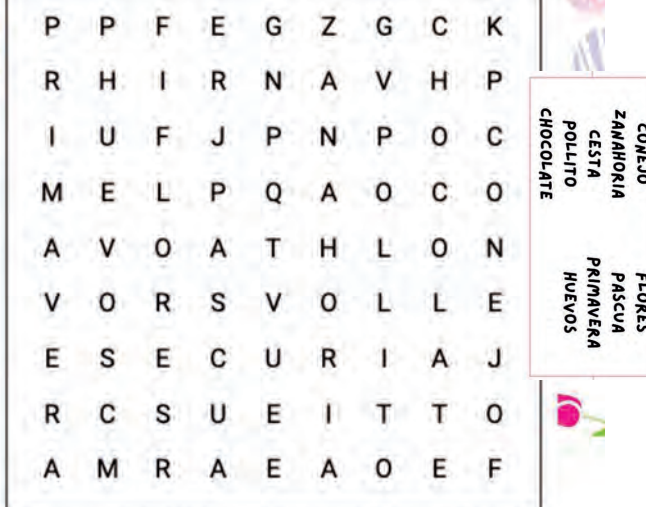 P P F E G Z G C K
R H I R N A V H P
I U F J P N P O C
M E L P Q A O C O
A V O A T H L O N
V O R S V O L L E
E S E C U R I A J
R C S U E I T T O
A M R A E A O E F
CONEJO
ZANAHORIA
CESTA
POLLITO
CHOCOLATE
FLORES
PASCUA
PRIMAVERA
HUEVOS